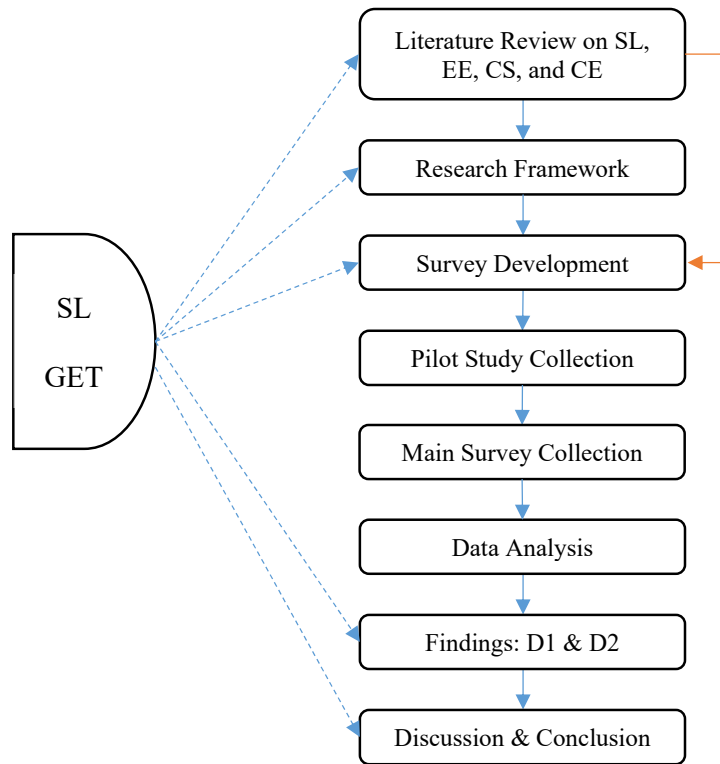 Literature Review on SL,
EE, CS, and CE
Research Framework
Survey Development
SL
GET
Pilot Study Collection
Main Survey Collection
Data Analysis
Findings: D1 & D2
Discussion & Conclusion